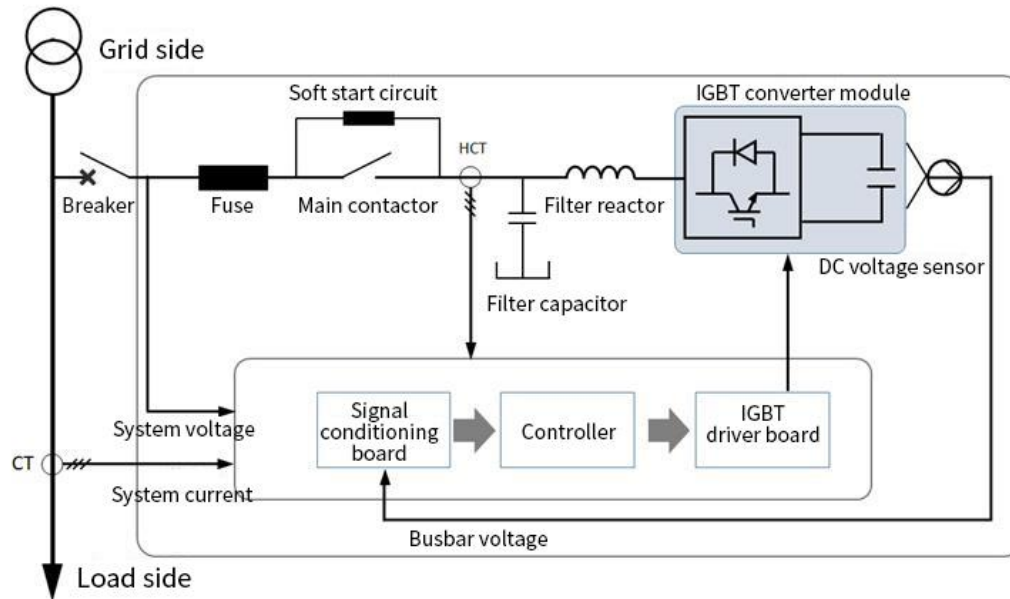 Grid side
Soft start circuit
IGBT converter module
HCT
Breaker
Fuse
Main contactor
Filter reactor
DC voltage sensor
Filter capacitor
Signal
conditioning
board
Controller
IGBT
driver board
System voltage
CT
System current
Busbar voltage
Load side